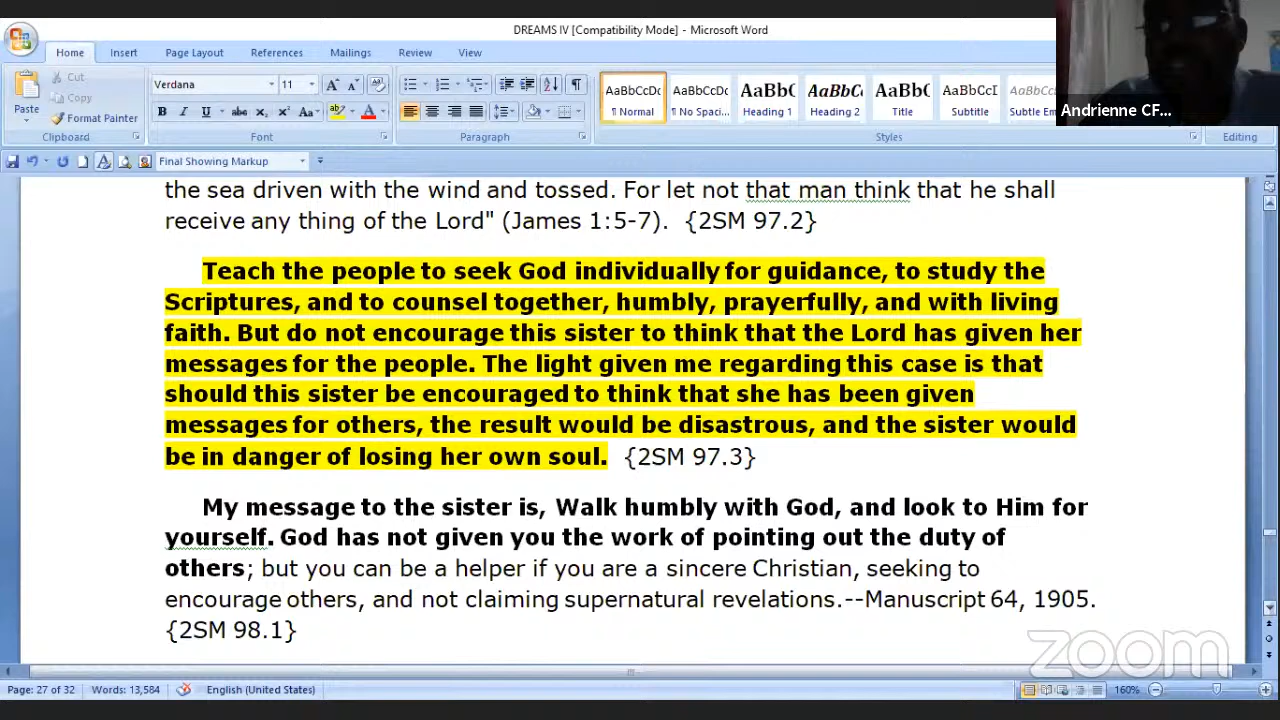 DREAMS IV [Compatibility Mode] - Microsoft Word
Home Insert Page Layout References Mailings Review View
Paste Cut Copy Format Painter
Verdana 11
AaBbCcDc AaBbCcDc AaBbC AaBbCc AaBbC AaBbCcI AaBbCcD
¶ Normal ¶ No Spaci... Heading 1 Heading 2 Title Subtitle Subtle Em
Clipboard Font Paragraph Styles Editing
Final Showing Markup
Andrienne CF...
the sea driven with the wind and tossed. For let not that man think that he shall
receive any thing of the Lord" (James 1:5-7). {2SM 97.2}
Teach the people to seek God individually for guidance, to study the
Scriptures, and to counsel together, humbly, prayerfully, and with living
faith. But do not encourage this sister to think that the Lord has given her
messages for the people. The light given me regarding this case is that
should this sister be encouraged to think that she has been given
messages for others, the result would be disastrous, and the sister would
be in danger of losing her own soul. {2SM 97.3}
My message to the sister is, Walk humbly with God, and look to Him for
yourself. God has not given you the work of pointing out the duty of
others; but you can be a helper if you are a sincere Christian, seeking to
encourage others, and not claiming supernatural revelations.--Manuscript 64, 1905.
{2SM 98.1}
zoom
Page: 27 of 32 Words: 13,584 English (United States) 160%